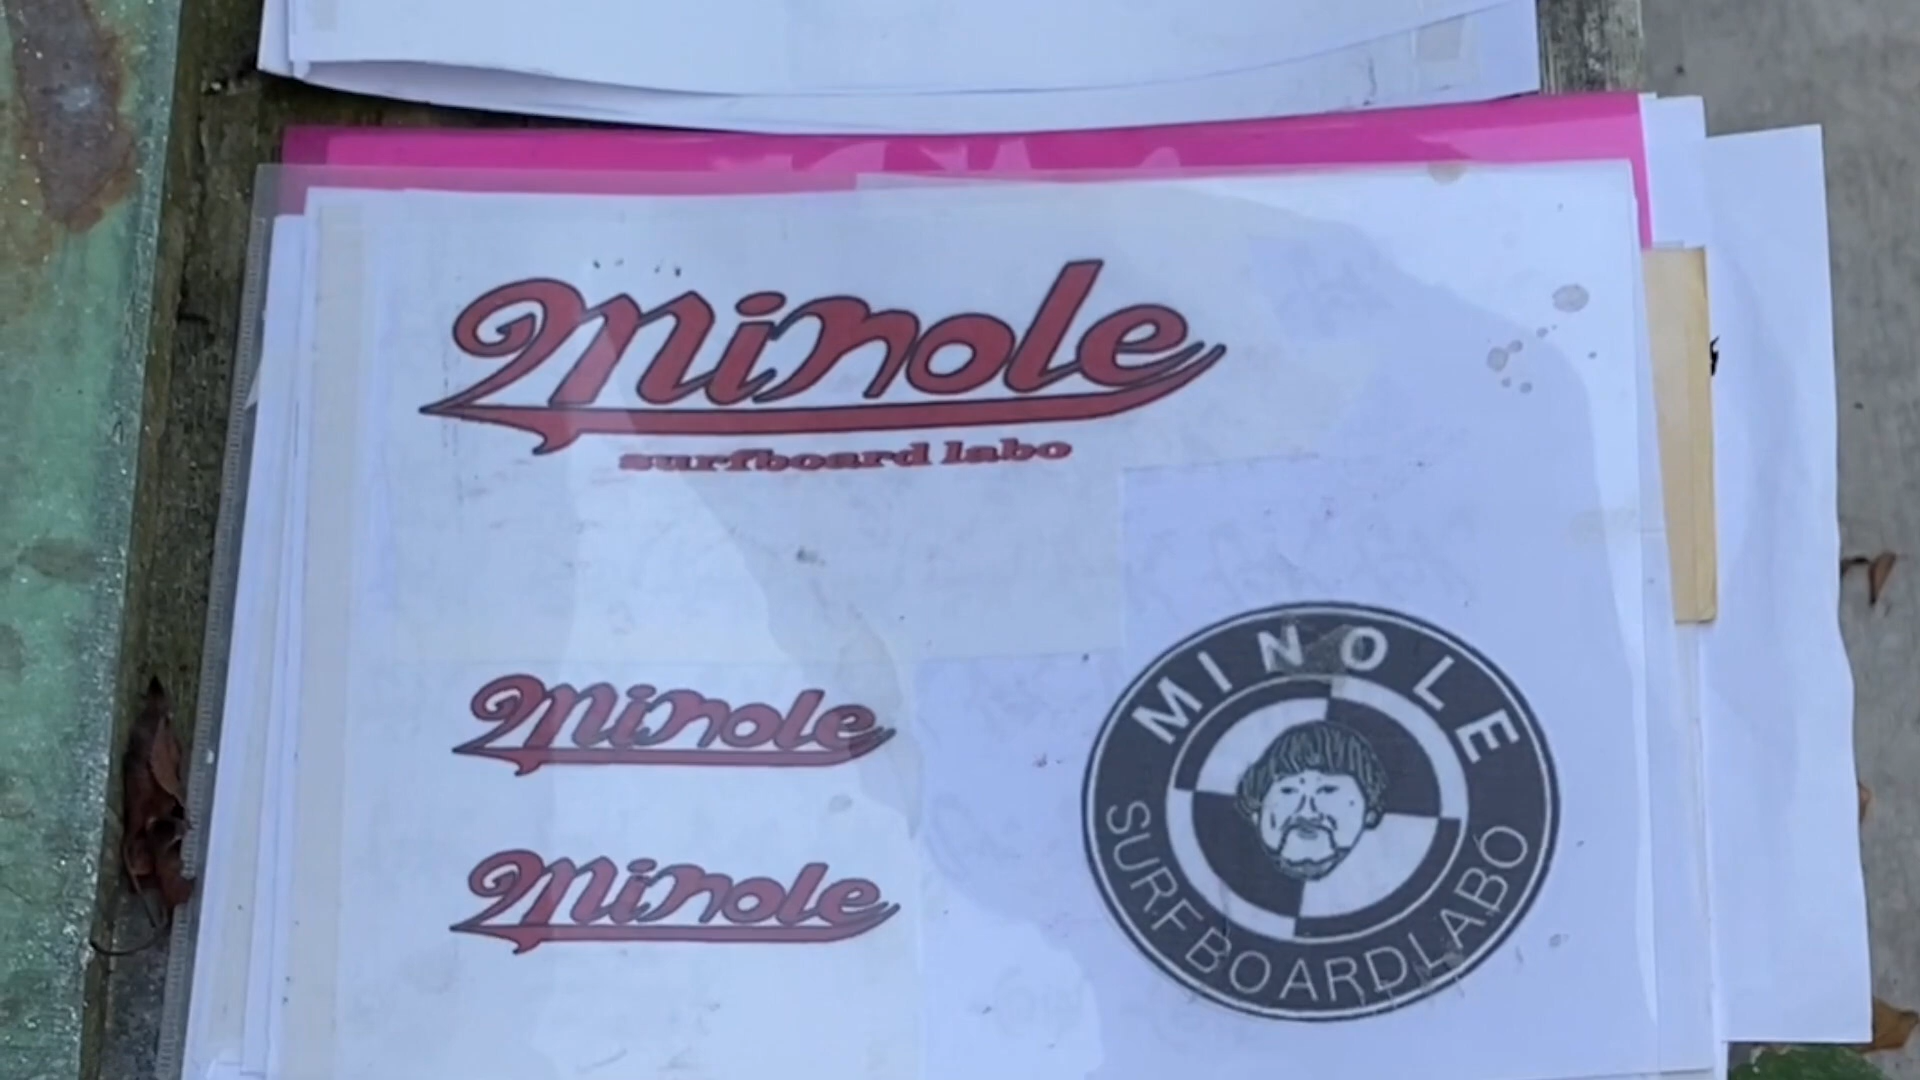 minole
surfboard labo
minole
minole
MINOLE
SURFBOARDLABO